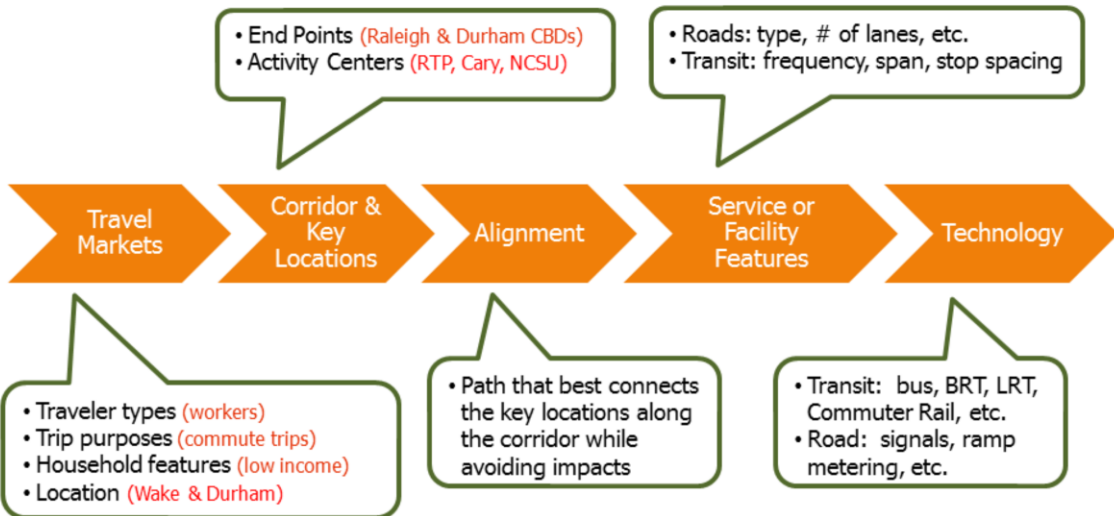 • End Points (Raleigh & Durham CBDs)
• Activity Centers (RTP, Cary, NCSU)
• Roads: type, # of lanes, etc.
• Transit: frequency, span, stop spacing
Travel
Markets
Corridor &
Key
Locations
Alignment
Service or
Facility
Features
Technology
• Traveler types (workers)
• Trip purposes (commute trips)
• Household features (low income)
• Location (Wake & Durham)
• Path that best connects
the key locations along
the corridor while
avoiding impacts
• Transit: bus, BRT, LRT,
Commuter Rail, etc.
• Road: signals, ramp
metering, etc.